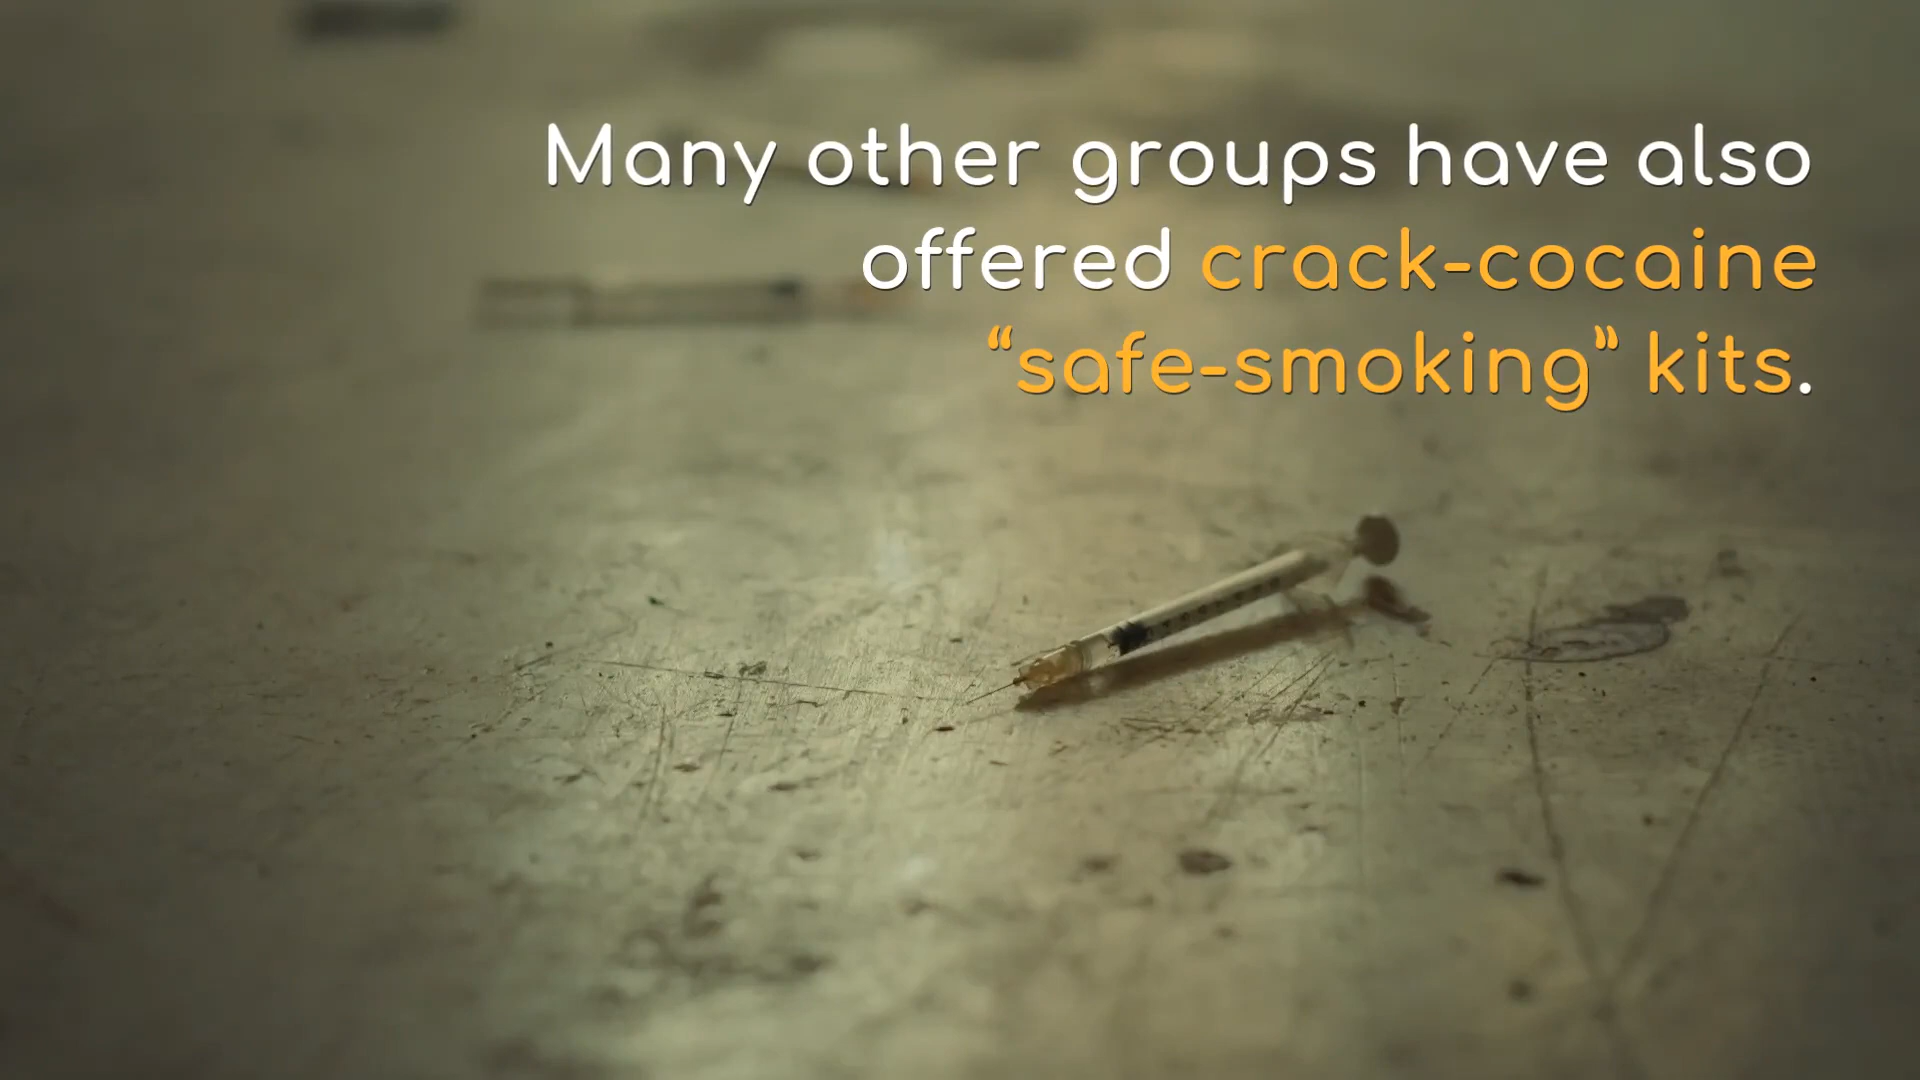 Many other groups have also
offered crack-cocaine
“safe-smoking” kits.